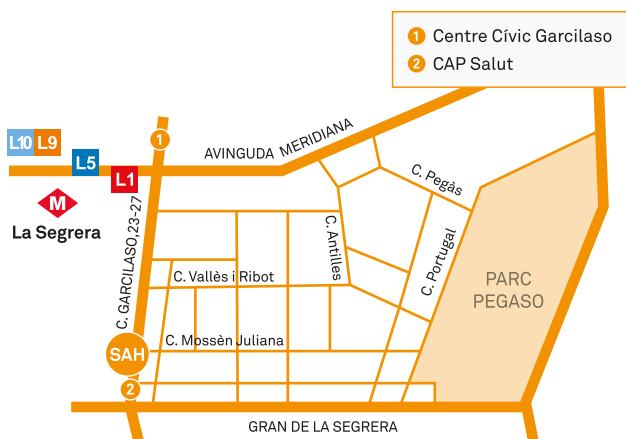 1 Centre Cívic Garcilaso
2 CAP Salut
1
AVINGUDA MERIDIANA
L10 L9
L5
L1
M
La Segrera
C. GARCILASO, 23-27
C. Pegàs
C. Antilles
C. Portugal
C. Vallès i Ribot
PARC
PEGASO
C. Mossèn Juliana
SAH
2
GRAN DE LA SEGRERA